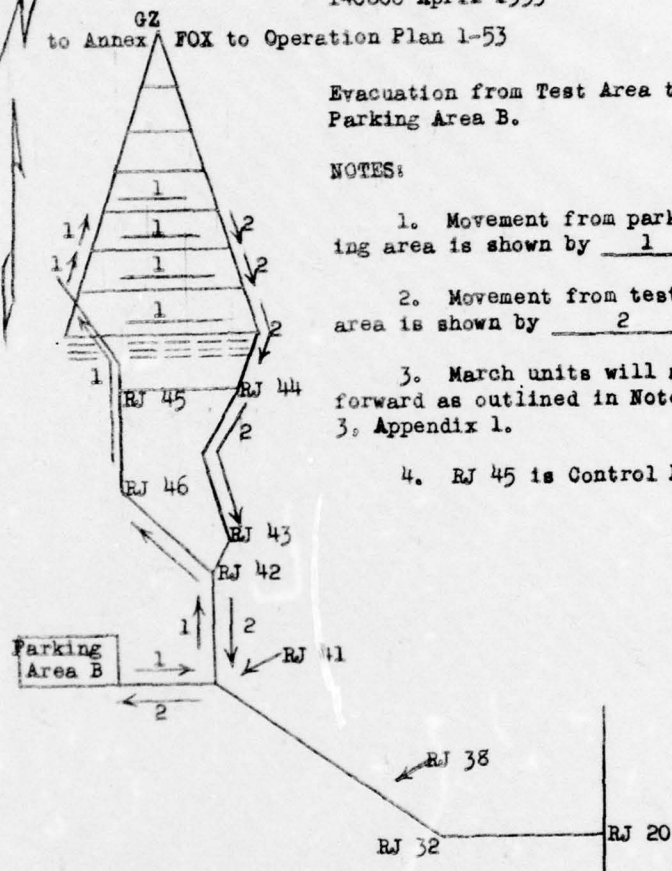 April 1953
GZ
to Annex FOX to Operation Plan 1-53
Evacuation from Test Area
Parking Area B.
NOTES:
1. Movement from park
ing area is shown by 1
2. Movement from test
area is shown by 2
3. March units will
forward as outlined in Note
3, Appendix 1.
4. RJ 45 is Control
1
1
1
1
1
1
2
2
2
1
RJ 45
RJ 44
2
RJ 46
RJ 43
RJ 42
1
2
Parking
Area B
1
2
RJ 41
RJ 38
RJ 32
RJ 20